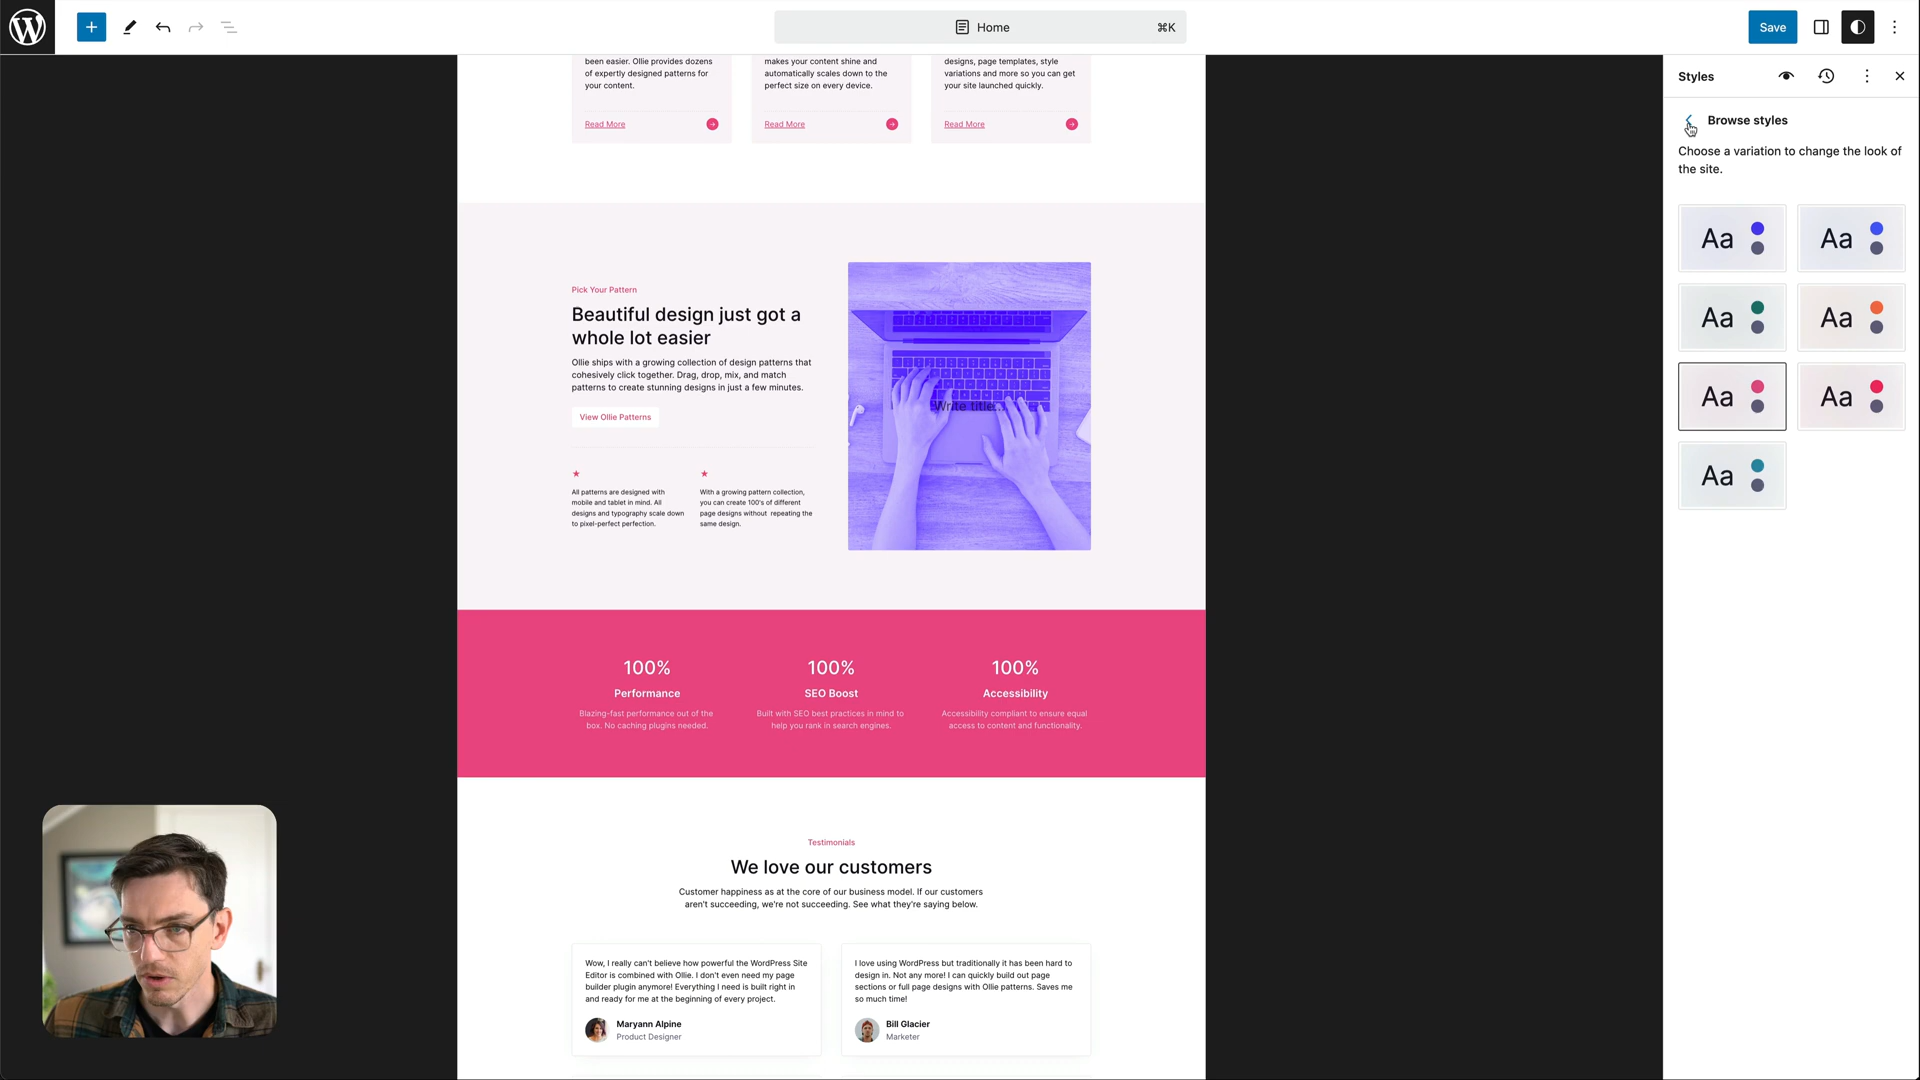 Home
⌘K
Save
been easier. Ollie provides dozens
of expertly designed patterns for
your content.
Read More
makes your content shine and
automatically scales down to the
perfect size on every device.
Read More
designs, page templates, style
variations and more so you can get
your site launched quickly.
Read More
Pick Your Pattern
Beautiful design just got a
whole lot easier
Ollie ships with a growing collection of design patterns that
cohesively click together. Drag, drop, mix, and match
patterns to create stunning designs in just a few minutes.
View Ollie Patterns
All patterns are designed with
mobile and tablet in mind. All
designs and typography scale down
to pixel-perfect perfection.
With a growing pattern collection,
you can create 100's of different
page designs without repeating the
same design.
Write title...
100%
Performance
Blazing-fast performance out of the
box. No caching plugins needed.
100%
SEO Boost
Built with SEO best practices in mind to
help you rank in search engines.
100%
Accessibility
Accessibility compliant to ensure equal
access to content and functionality.
Testimonials
We love our customers
Customer happiness as at the core of our business model. If our customers
aren't succeeding, we're not succeeding. See what they're saying below.
Wow, I really can't believe how powerful the WordPress Site
Editor is combined with Ollie. I don't even need my page
builder plugin anymore! Everything I need is built right in
and ready for me at the beginning of every project.
Maryann Alpine
Product Designer
I love using WordPress but traditionally it has been hard to
design in. Not any more! I can quickly build out page
sections or full page designs with Ollie patterns. Saves me
so much time!
Bill Glacier
Marketer
Styles
Browse styles
Choose a variation to change the look of
the site.
Aa
Aa
Aa
Aa
Aa
Aa
Aa